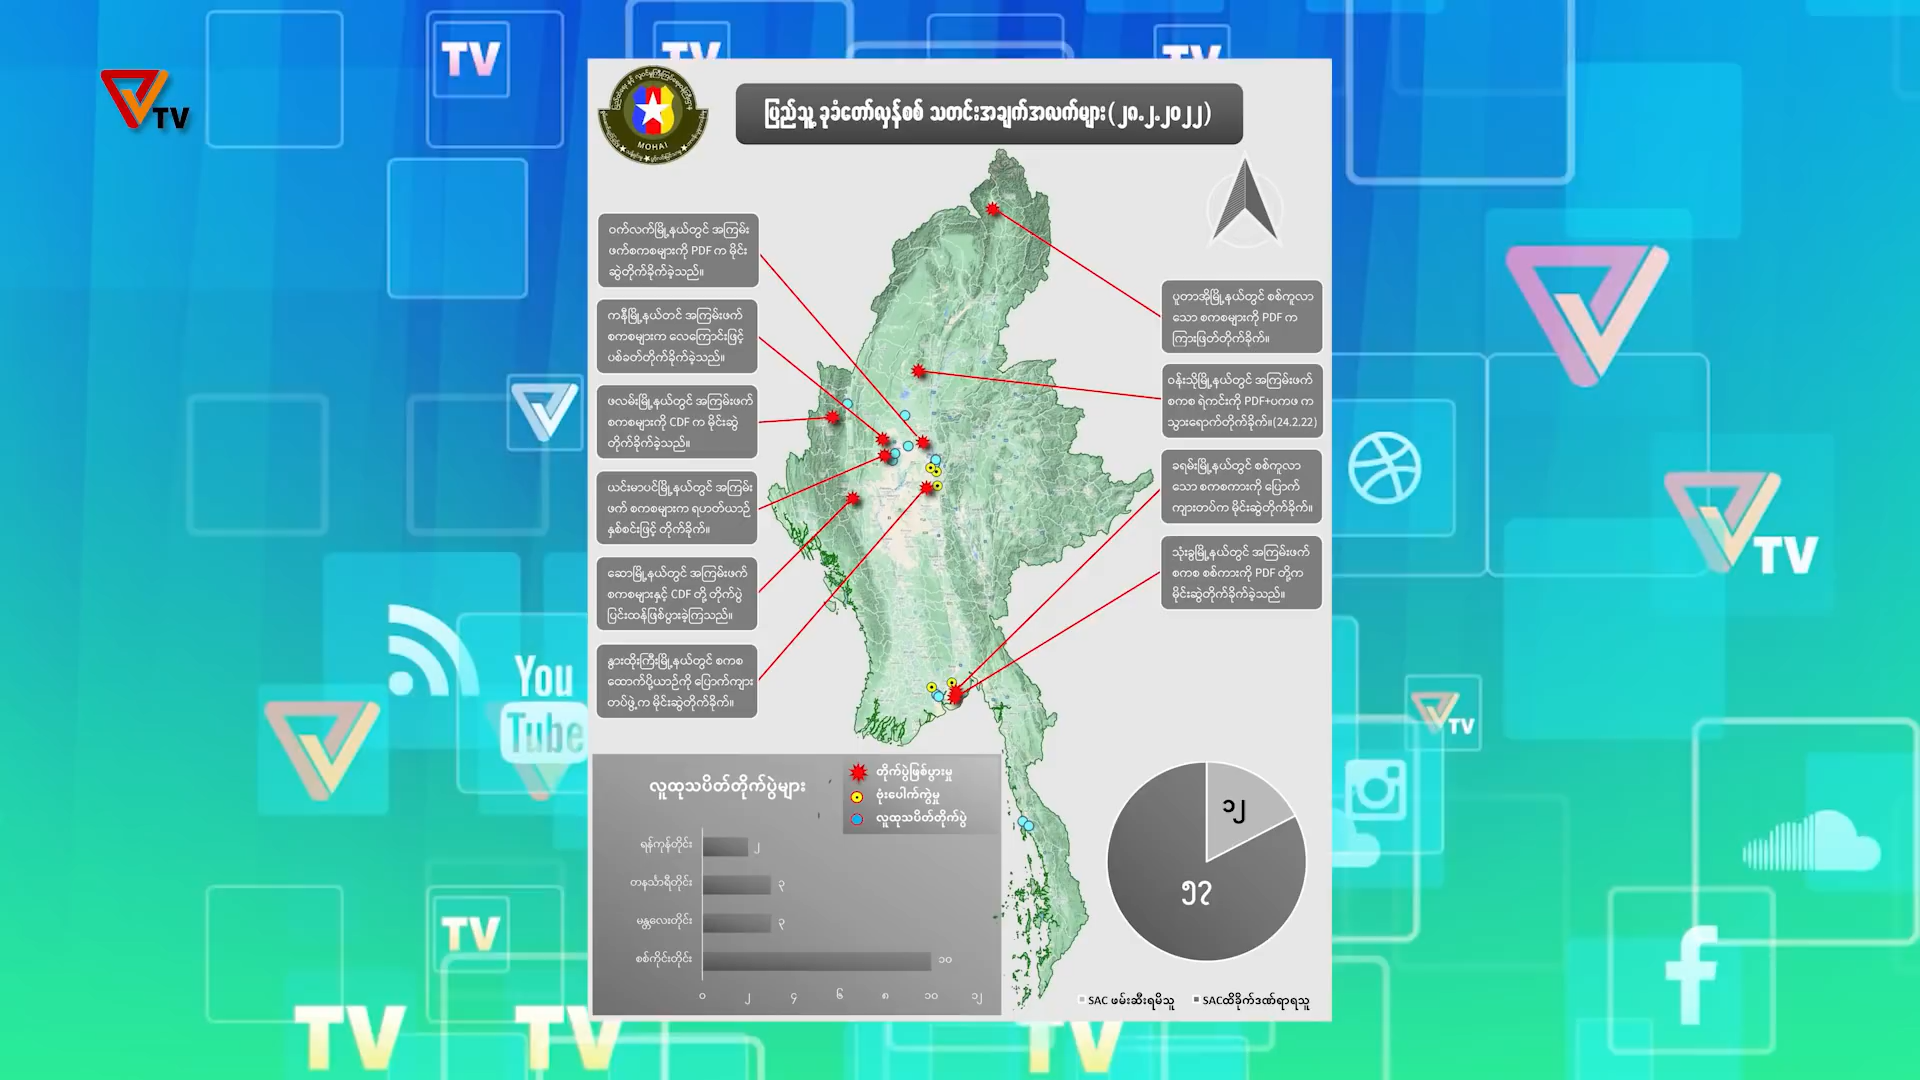 TV
TV
TV
TV
TV
MOHAI
ပြည်သူ့ ခုခံတော်လှန်စစ် သတင်းအချက်အလက်များ (၂၈.၂.၂၀၂၂)
ဝက်လက်မြို့နယ်တွင် အကြမ်း
ဖက်စကစများကို PDF က မိုင်း
ဆွဲတိုက်ခိုက်ခဲ့သည်။
ကနီမြို့နယ်တင် အကြမ်းဖက်
စကစများက လေကြောင်းဖြင့်
ပစ်ခတ်တိုက်ခိုက်ခဲ့သည်။
ဖလမ်းမြို့နယ်တွင် အကြမ်းဖက်
စကစများကို CDF က မိုင်းဆွဲ
တိုက်ခိုက်ခဲ့သည်။
ယင်းမာပင်မြို့နယ်တွင် အကြမ်း
ဖက် စကစများက ရဟတ်ယာဉ်
နှစ်စင်းဖြင့် တိုက်ခိုက်။
ဆောမြို့နယ်တွင် အကြမ်းဖက်
စကစများနှင့် CDF တို့ တိုက်ပွဲ
ပြင်းထန်ဖြစ်ပွားခဲ့ကြသည်။
နွားထိုးကြီးမြို့နယ်တွင် စကစ
ထောက်ပို့ယာဉ်ကို ပြောက်ကျား
တပ်ဖွဲ့က မိုင်းဆွဲတိုက်ခိုက်။
ပူတာအိုမြို့နယ်တွင် စစ်ကူလာ
သော စကစများကို PDF က
ကြားဖြတ်တိုက်ခိုက်။
ဝန်းသိုမြို့နယ်တွင် အကြမ်းဖက်
စကစ ရဲကင်းကို PDF+ပကဖ က
သွားရောက်တိုက်ခိုက်။(24.2.22)
ခရမ်းမြို့နယ်တွင် စစ်ကူလာ
သော စကစကားကို ပြောက်
ကျားတပ်က မိုင်းဆွဲတိုက်ခိုက်။
သုံးခွမြို့နယ်တွင် အကြမ်းဖက်
စကစ စစ်ကားကို PDF တို့က
မိုင်းဆွဲတိုက်ခိုက်ခဲ့သည်။
တိုက်ပွဲဖြစ်ပွားမှု
ဗုံးပေါက်ကွဲမှု
လူထုသပိတ်တိုက်ပွဲ
လူထုသပိတ်တိုက်ပွဲများ
ရန်ကုန်တိုင်း ၂
တနင်္သာရီတိုင်း ၃
မန္တလေးတိုင်း ၃
စစ်ကိုင်းတိုင်း ၁၀
၀ ၂ ၄ ၆ ၈ ၁၀ ၁၂
၁၂
၅၇
SAC ဖမ်းဆီးရမိသူ SACထိခိုက်ဒဏ်ရာရသူ
You
Tube
TV
TV
TV
TV
TV